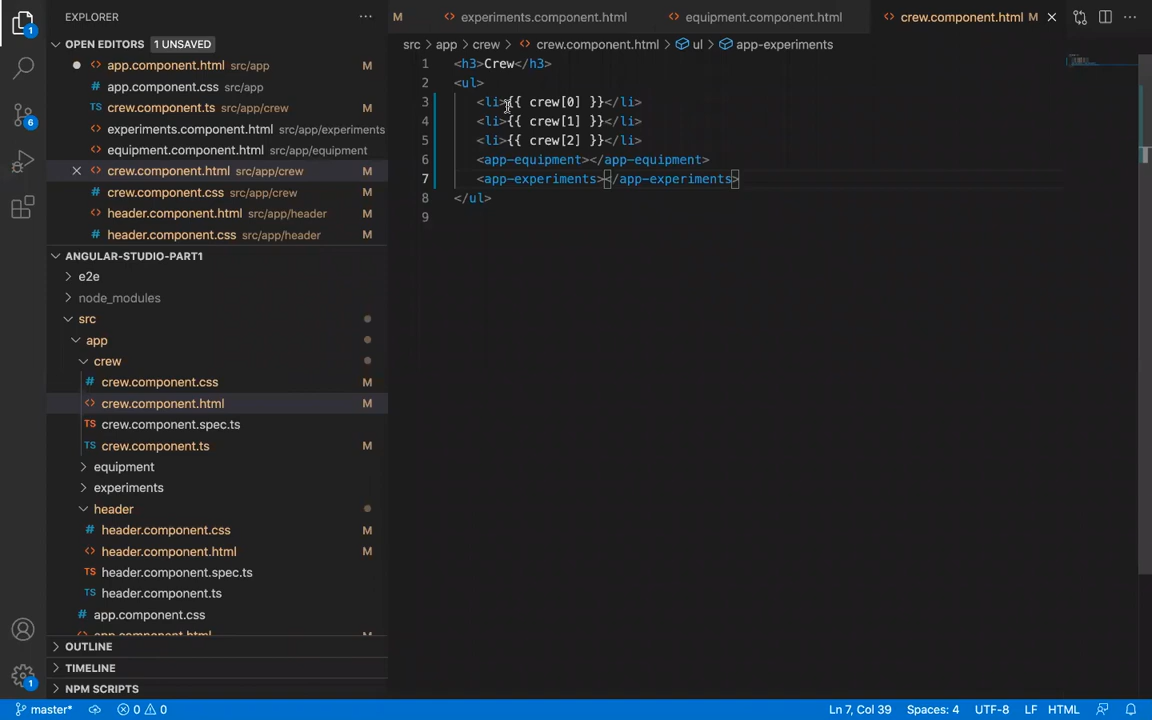 1
EXPLORER
M
experiments.component.html
equipment.component.html
crew.component.html M
OPEN EDITORS 1 UNSAVED
src app crew crew.component.html ul app-experiments
app.component.html src/app M
app.component.css src/app
crew.component.ts src/app/crew M
experiments.component.html src/app/experiments
equipment.component.html src/app/equipment
crew.component.html src/app/crew M
crew.component.css src/app/crew M
header.component.html src/app/header M
header.component.css src/app/header M
6
1 <h3>Crew</h3>
2 <ul>
3 <li>{{ crew[0] }}</li>
4 <li>{{ crew[1] }}</li>
5 <li>{{ crew[2] }}</li>
6 <app-equipment></app-equipment>
7 <app-experiments></app-experiments>
8 </ul>
9
ANGULAR-STUDIO-PART1
e2e
node_modules
src
app
crew
crew.component.css M
crew.component.html M
crew.component.spec.ts
crew.component.ts M
equipment
experiments
header
header.component.css M
header.component.html M
header.component.spec.ts
header.component.ts
app.component.css
app.component.html M
OUTLINE
TIMELINE
NPM SCRIPTS
1
master* 0 0 Ln 7, Col 39 Spaces: 4 UTF-8 LF HTML